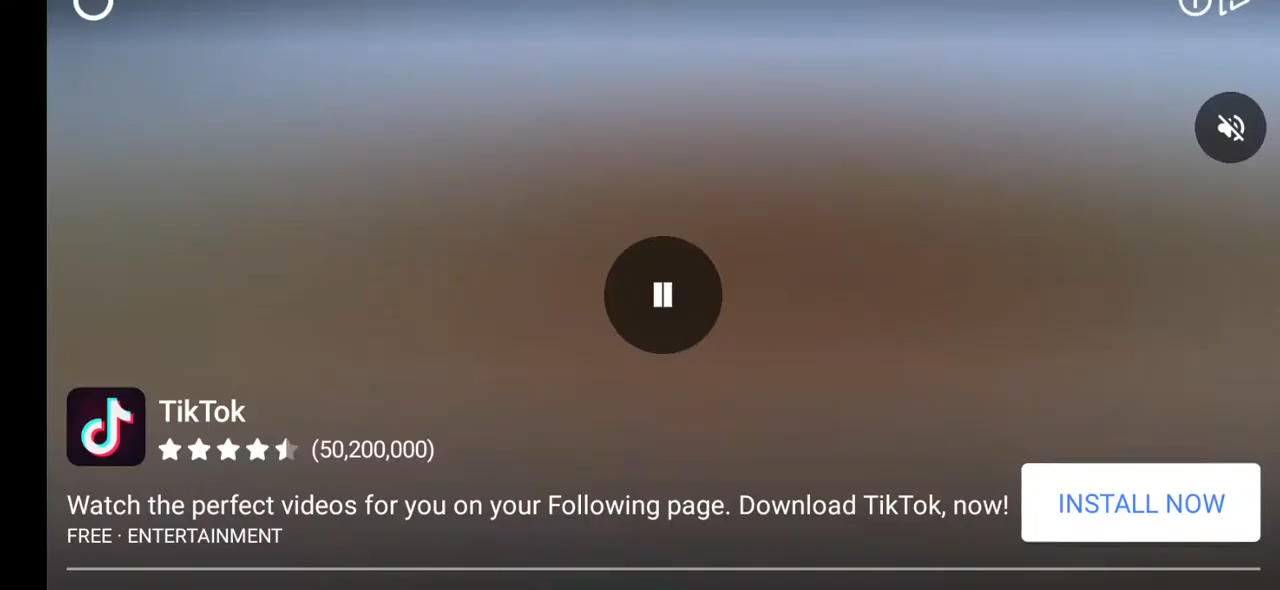 TikTok
(50,200,000)
Watch the perfect videos for you on your Following page. Download TikTok, now!
INSTALL NOW
FREE · ENTERTAINMENT